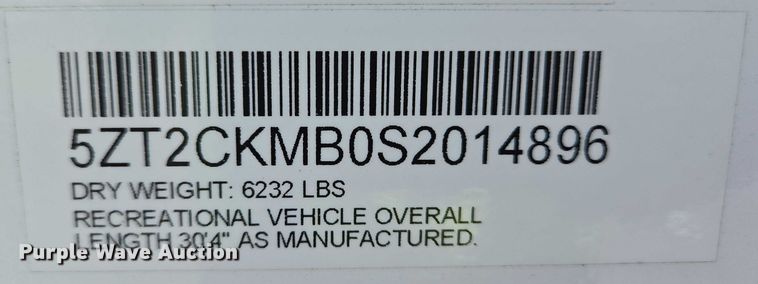 5ZT2CKMB0S2014896
DRY WEIGHT: 6232 LBS
RECREATIONAL VEHICLE OVERALL
LENGTH 30'4" AS MANUFACTURED.
Purple Wave Auction